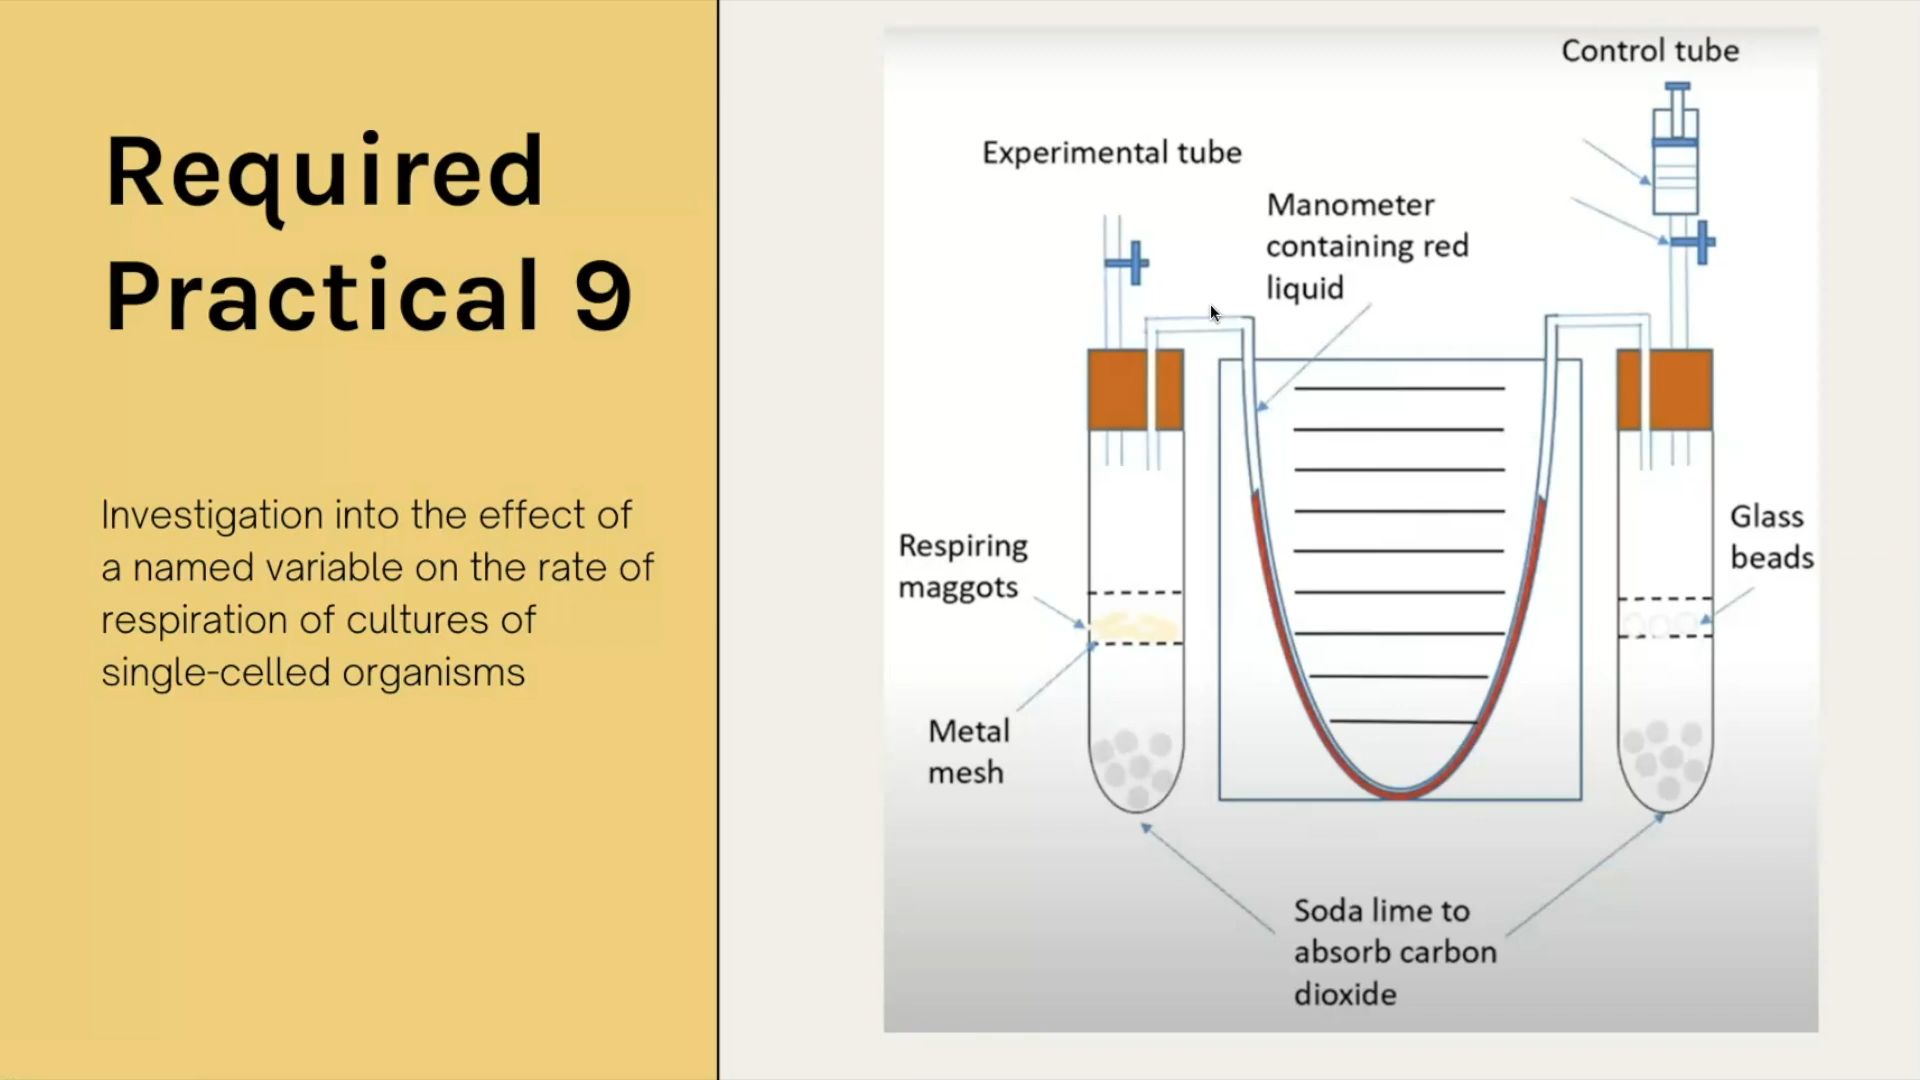 Required
Practical 9
Investigation into the effect of
a named variable on the rate of
respiration of cultures of
single-celled organisms
Control tube
Experimental tube
Manometer
containing red
liquid
Respiring
maggots
Glass
beads
Metal
mesh
Soda lime to
absorb carbon
dioxide